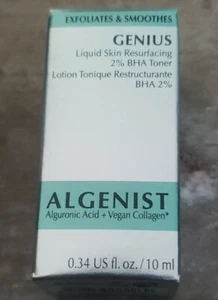 EXFOLIATES & SMOOTHES
GENIUS
Liquid Skin Resurfacing
2% BHA Toner
Lotion Tonique Restructurante
BHA 2%
ALGENIST
Alguronic Acid + Vegan Collagen*
0.34 US fl. oz. / 10 ml